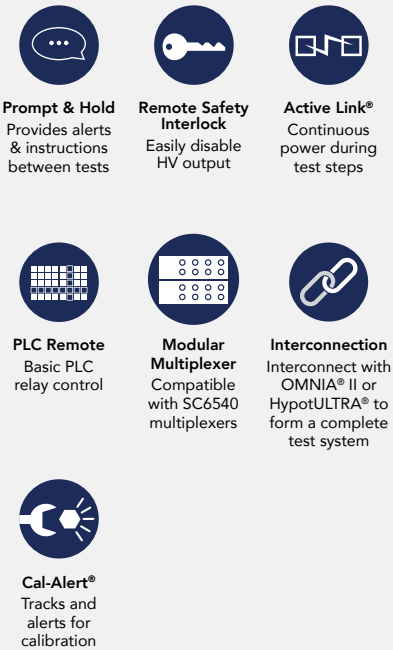 Prompt & Hold
Provides alerts
& instructions
between tests
Remote Safety
Interlock
Easily disable
HV output
Active Link®
Continuous
power during
test steps
PLC Remote
Basic PLC
relay control
Modular
Multiplexer
Compatible
with SC6540
multiplexers
Interconnection
Interconnect with
OMNIA® II or
HypotULTRA® to
form a complete
test system
Cal-Alert®
Tracks and
alerts for
calibration